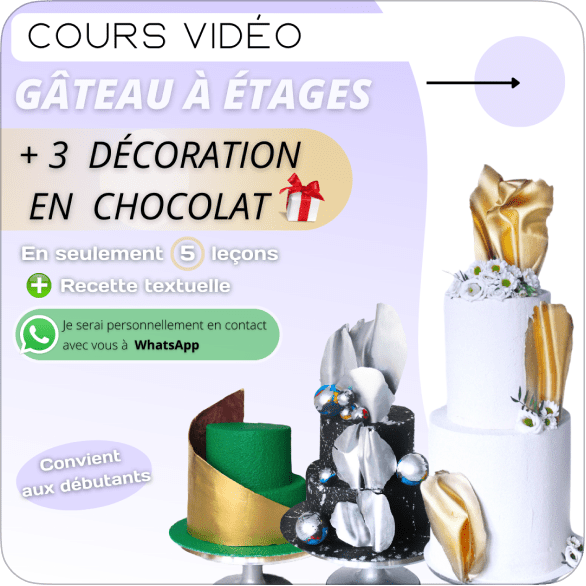 COURS VIDÉO
GÂTEAU À ÉTAGES
+ 3 DÉCORATION
EN CHOCOLAT
En seulement 5 leçons
+ Recette textuelle
Je serai personnellement en contact
avec vous à WhatsApp
Convient
aux débutants